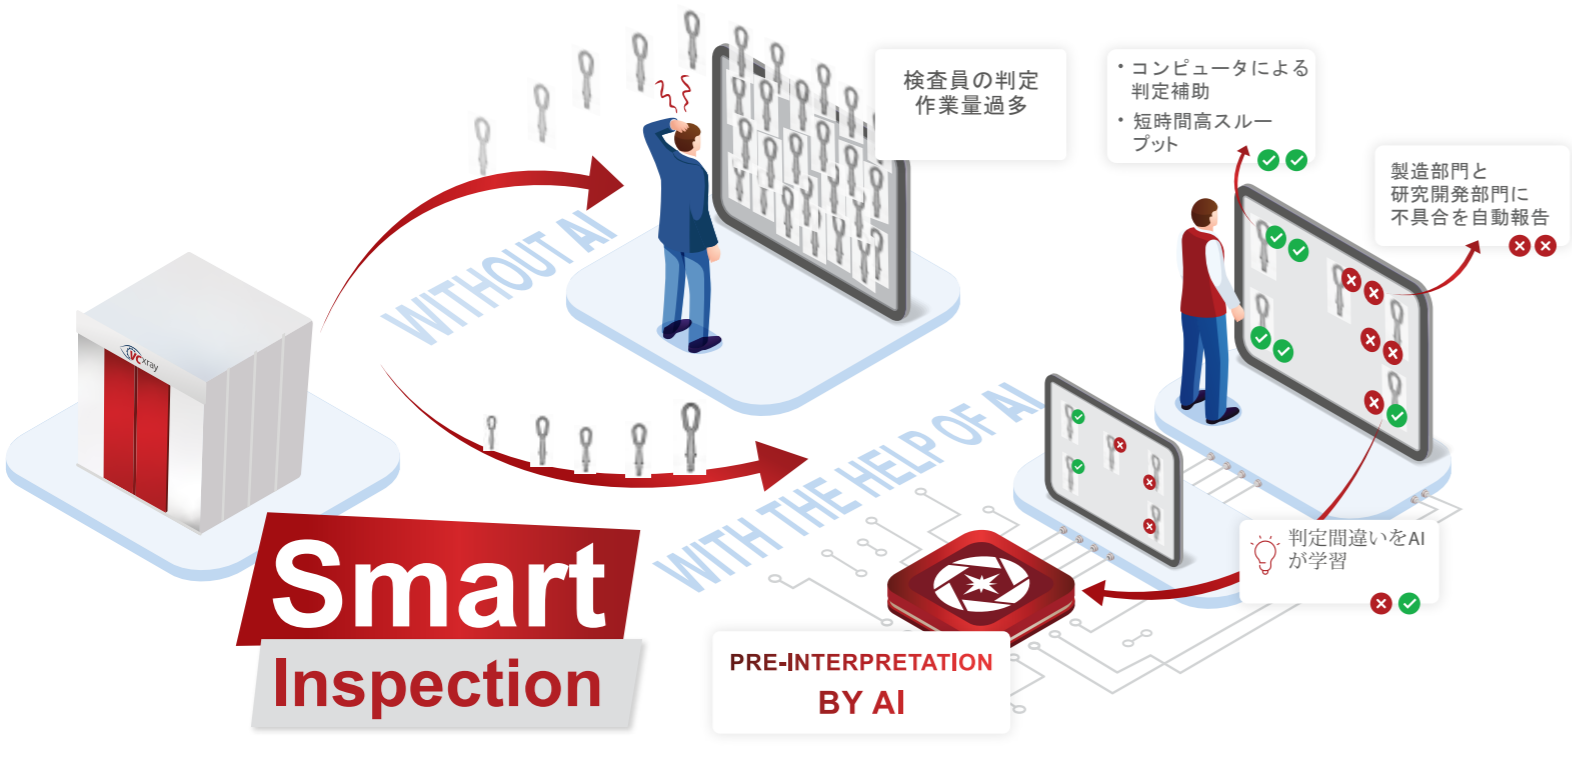 検査員の判定
作業量過多
・コンピュータによる
判定補助
・短時間高スルー
プット
製造部門と
研究開発部門に
不具合を自動報告
WITHOUT AI
VCxray
WITH THE HELP OF AI
Smart
Inspection
判定間違いをAI
が学習
PRE-INTERPRETATION
BY AI